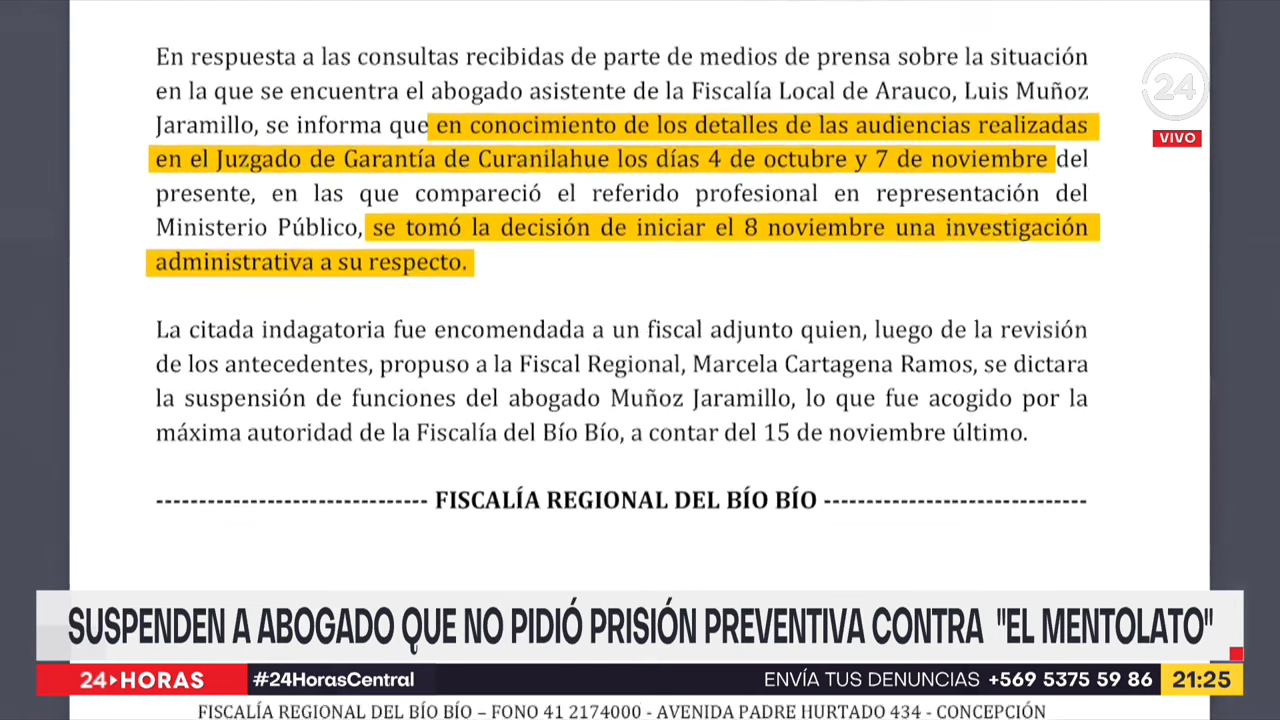 En respuesta a las consultas recibidas de parte de medios de prensa sobre la situación
en la que se encuentra el abogado asistente de la Fiscalía Local de Arauco, Luis Muñoz
Jaramillo, se informa que en conocimiento de los detalles de las audiencias realizadas
en el Juzgado de Garantía de Curanilahue los días 4 de octubre y 7 de noviembre del
presente, en las que compareció el referido profesional en representación del
Ministerio Público, se tomó la decisión de iniciar el 8 noviembre una investigación
administrativa a su respecto.
La citada indagatoria fue encomendada a un fiscal adjunto quien, luego de la revisión
de los antecedentes, propuso a la Fiscal Regional, Marcela Cartagena Ramos, se dictara
la suspensión de funciones del abogado Muñoz Jaramillo, lo que fue acogido por la
máxima autoridad de la Fiscalía del Bío Bío, a contar del 15 de noviembre último.
------------------------------ FISCALÍA REGIONAL DEL BÍO BÍO ------------------------------
24
VIVO
SUSPENDEN A ABOGADO QUE NO PIDIÓ PRISIÓN PREVENTIVA CONTRA "EL MENTOLATO"
24 HORAS #24HorasCentral ENVÍA TUS DENUNCIAS +569 5375 59 86 21:25
FISCALÍA REGIONAL DEL BÍO BÍO – FONO 41 2174000 - AVENIDA PADRE HURTADO 434 - CONCEPCIÓN